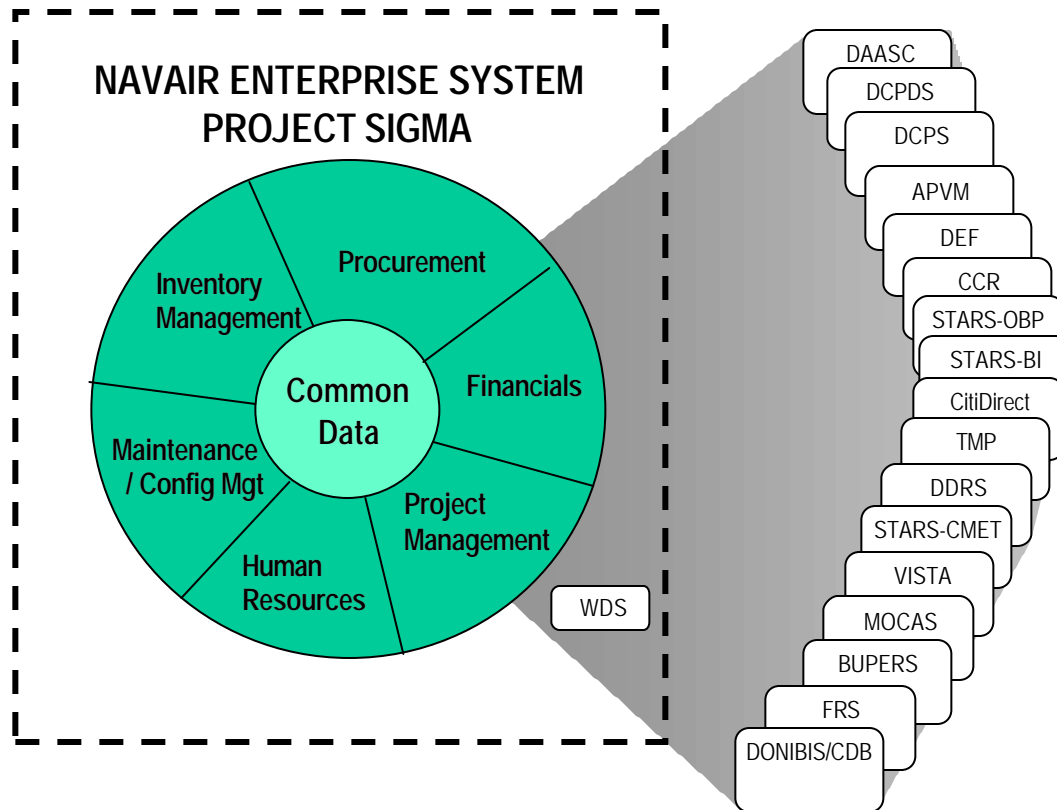 NAVAIR ENTERPRISE SYSTEM
PROJECT SIGMA
Procurement
Inventory
Management
Financials
Common
Data
Maintenance
/ Config Mgt
Project
Management
Human
Resources
WDS
DAASC
DCPDS
DCPS
APVM
DEF
CCR
STARS-OBP
STARS-BI
CitiDirect
TMP
DDRS
STARS-CMET
VISTA
MOCAS
BUPERS
FRS
DONIBIS/CDB